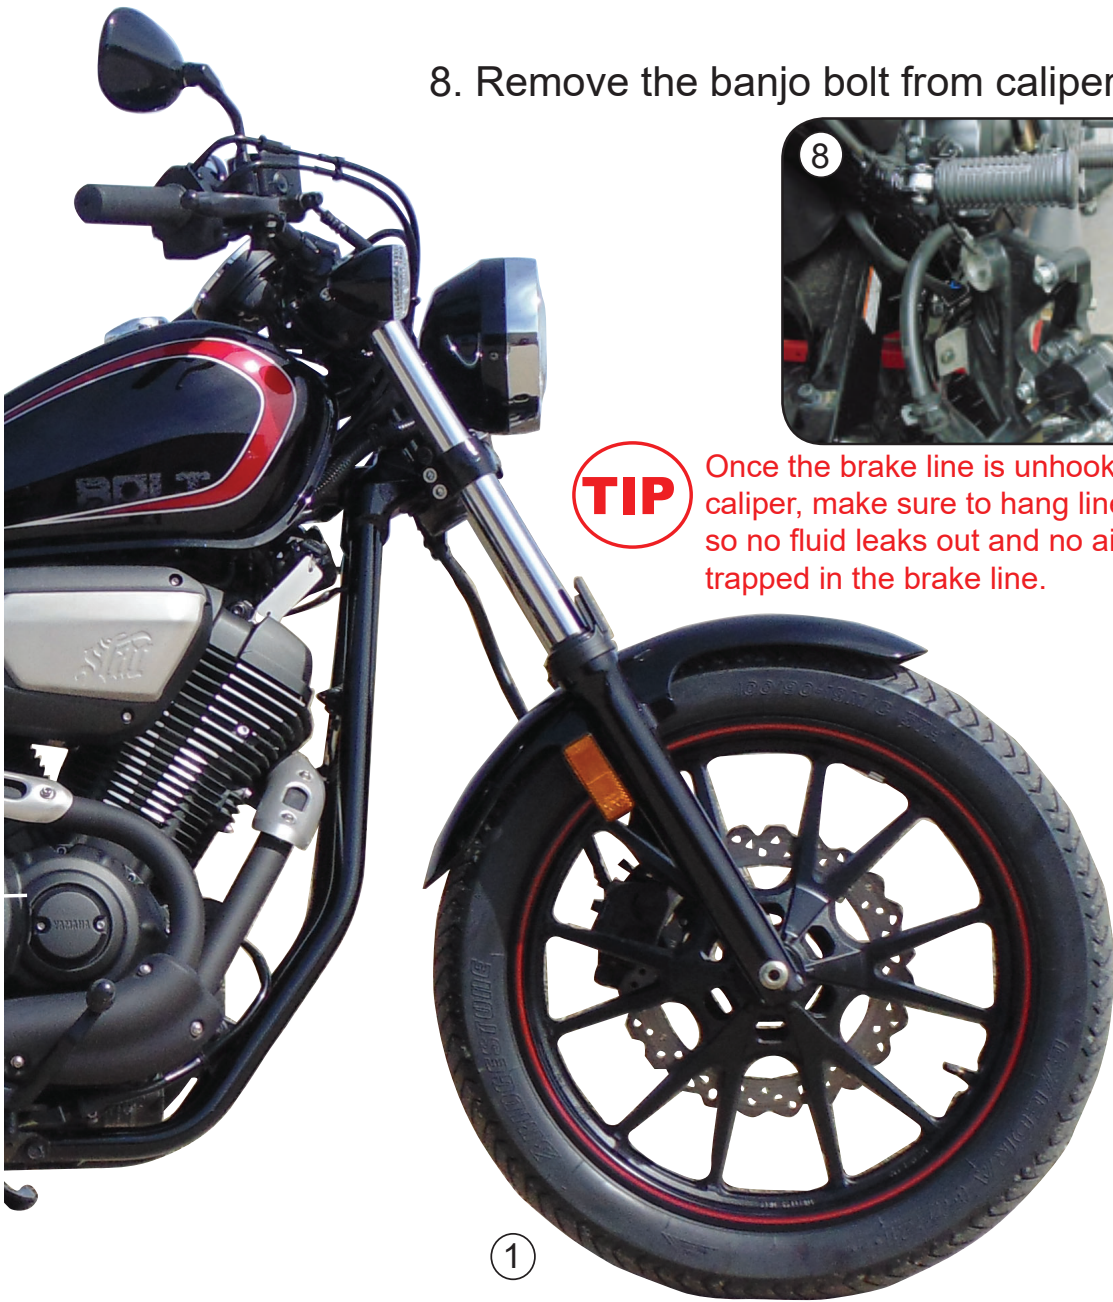 8. Remove the banjo bolt from caliper
8
TIP
Once the brake line is unhook
caliper, make sure to hang line
so no fluid leaks out and no ai
trapped in the brake line.
BOLT
YAMAHA
BRIDGESTONE
1